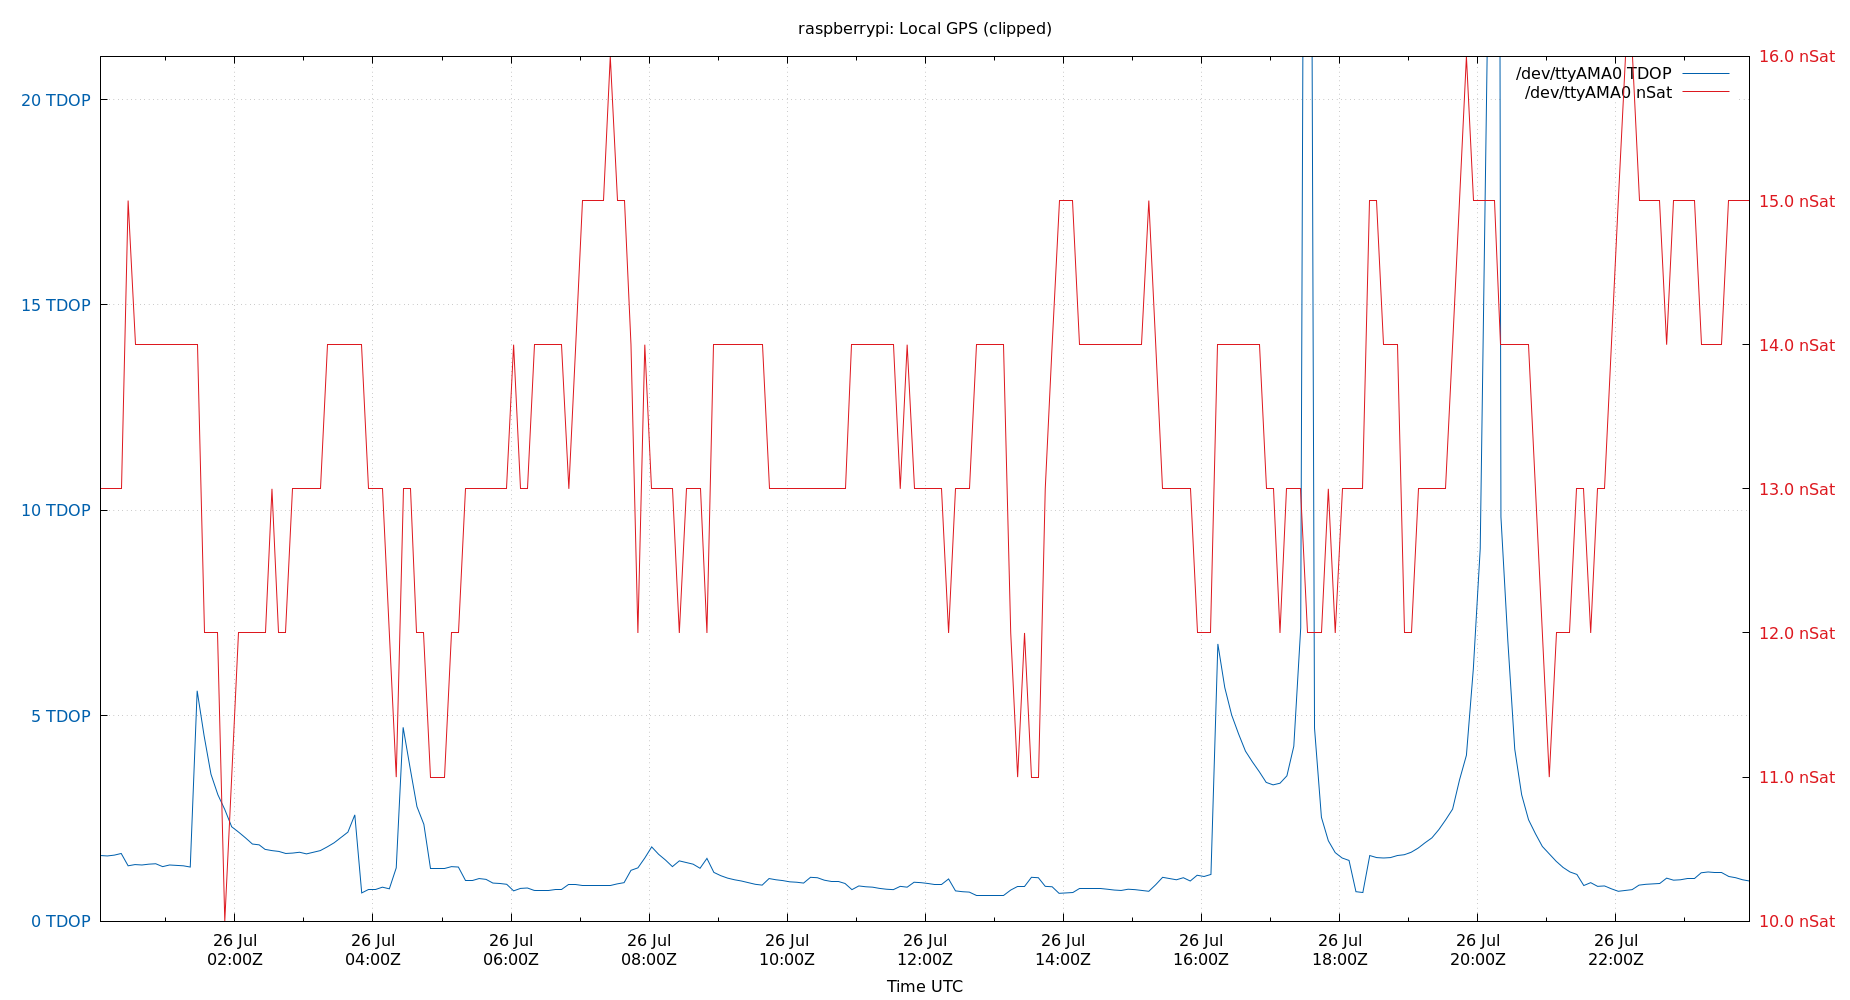 raspberrypi: Local GPS (clipped)
/dev/ttyAMA0 TDOP
/dev/ttyAMA0 nSat
20 TDOP
15 TDOP
10 TDOP
5 TDOP
0 TDOP
16.0 nSat
15.0 nSat
14.0 nSat
13.0 nSat
12.0 nSat
11.0 nSat
10.0 nSat
26 Jul
02:00Z
26 Jul
04:00Z
26 Jul
06:00Z
26 Jul
08:00Z
26 Jul
10:00Z
26 Jul
12:00Z
26 Jul
14:00Z
26 Jul
16:00Z
26 Jul
18:00Z
26 Jul
20:00Z
26 Jul
22:00Z
Time UTC